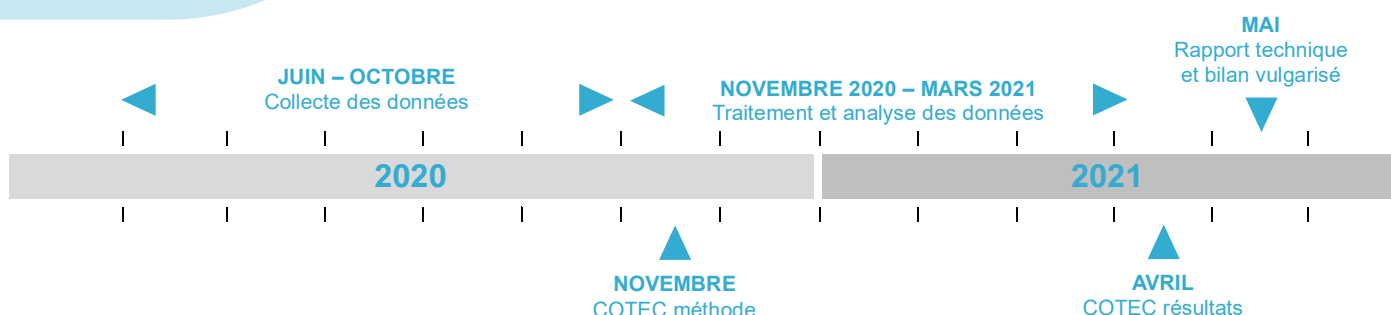 MAI
Rapport technique
et bilan vulgarisé
JUIN – OCTOBRE
Collecte des données
NOVEMBRE 2020 – MARS 2021
Traitement et analyse des données
2020
2021
NOVEMBRE
COTEC méthode
AVRIL
COTEC résultats